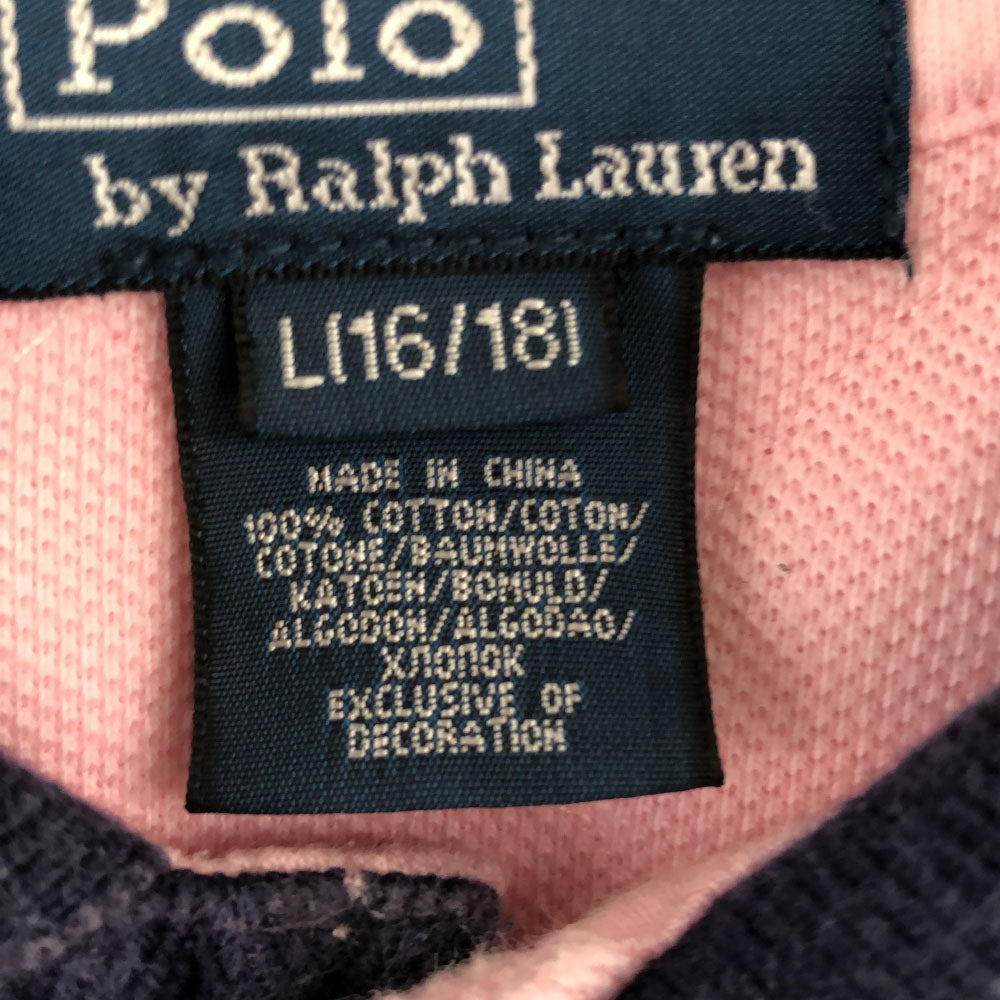 Polo
by Ralph Lauren
L(16/18)
MADE IN CHINA
100% COTTON/COTON/
COTONE/BAUMWOLLE/
KATOEN/BOMULD/
ALGODON/ALGODÃO/
ХЛОПОК
EXCLUSIVE OF
DECORATION